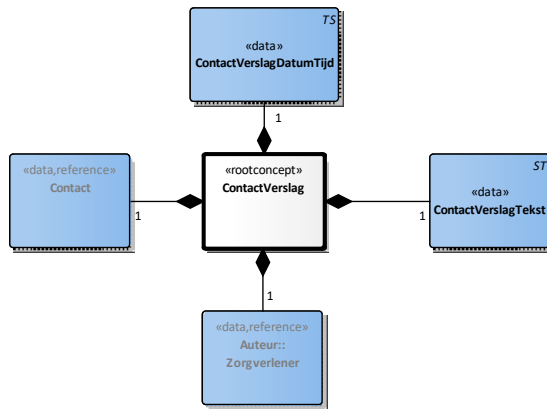 TS
«data»
ContactVerslagDatumTijd
1
«data,reference»
Contact
1
«rootconcept»
ContactVerslag
ST
«data»
ContactVerslagTekst
1
1
«data,reference»
Auteur::
Zorgverlener